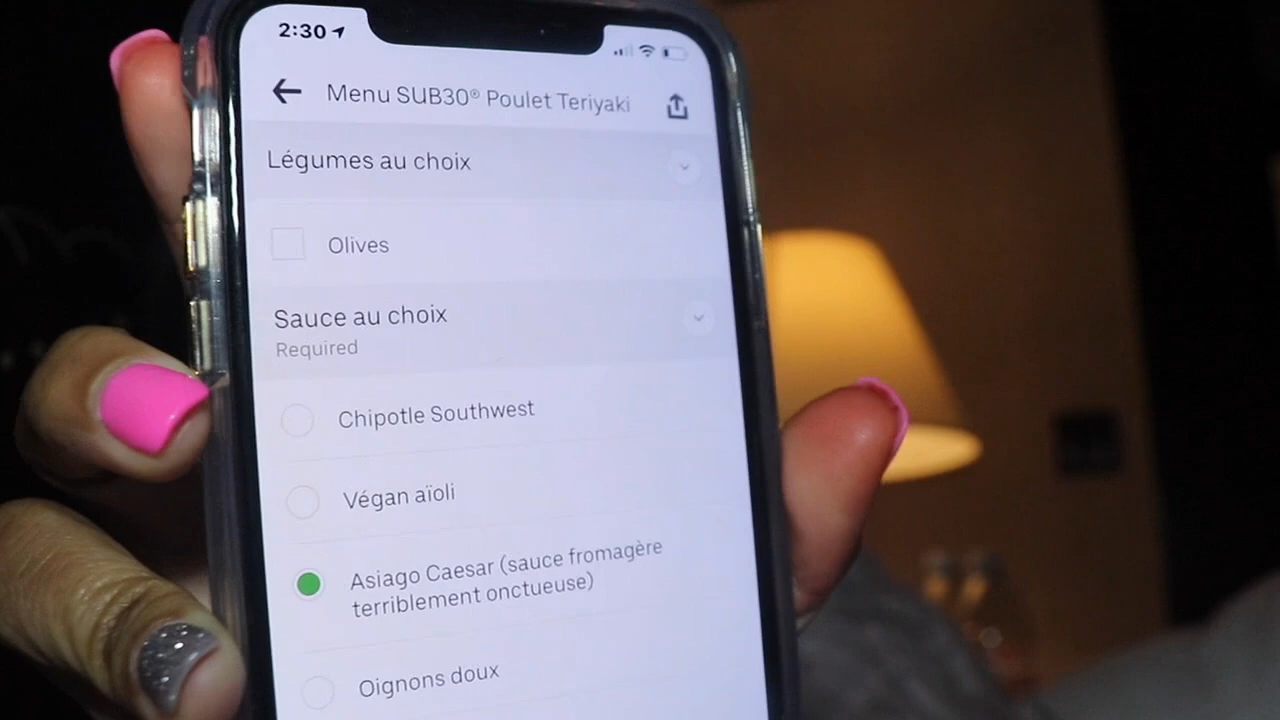 2:30
Menu SUB30® Poulet Teriyaki
Légumes au choix
Olives
Sauce au choix
Required
Chipotle Southwest
Végan aïoli
Asiago Caesar (sauce fromagère
terriblement onctueuse)
Oignons doux